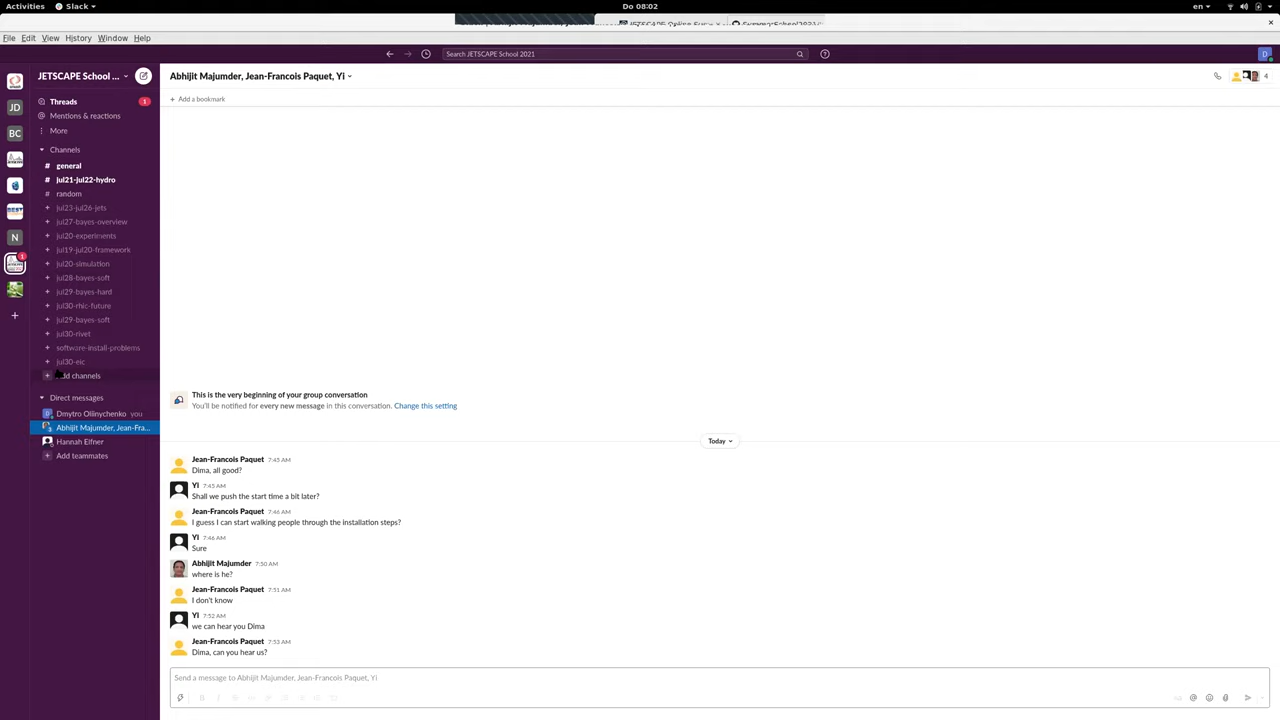 Activities
Slack
Do 08:02
en
File Edit View History Window Help
Search JETSCAPE School 2021
D
JETSCAPE School ...
Abhijit Majumder, Jean-Francois Paquet, Yi
4
Add a bookmark
JD
BC
BEST
N
1
Threads 1
Mentions & reactions
More
Channels
# general
# jul21-jul22-hydro
# random
+ jul23-jul26-jets
+ jul27-bayes-overview
+ jul20-experiments
+ jul19-jul20-framework
+ jul20-simulation
+ jul28-bayes-soft
+ jul29-bayes-hard
+ jul30-rhic-future
+ jul29-bayes-soft
+ jul30-rivet
+ software-install-problems
+ jul30-eic
+ Add channels
Direct messages
D Dmytro Oliinychenko you
3 Abhijit Majumder, Jean-Fra...
Hannah Elfner
+ Add teammates
This is the very beginning of your group conversation
You'll be notified for every new message in this conversation. Change this setting
Today
Jean-Francois Paquet 7:45 AM
Dima, all good?
Yi 7:45 AM
Shall we push the start time a bit later?
Jean-Francois Paquet 7:46 AM
I guess I can start walking people through the installation steps?
Yi 7:46 AM
Sure
Abhijit Majumder 7:50 AM
where is he?
Jean-Francois Paquet 7:51 AM
I don't know
Yi 7:52 AM
we can hear you Dima
Jean-Francois Paquet 7:53 AM
Dima, can you hear us?
Send a message to Abhijit Majumder, Jean-Francois Paquet, Yi